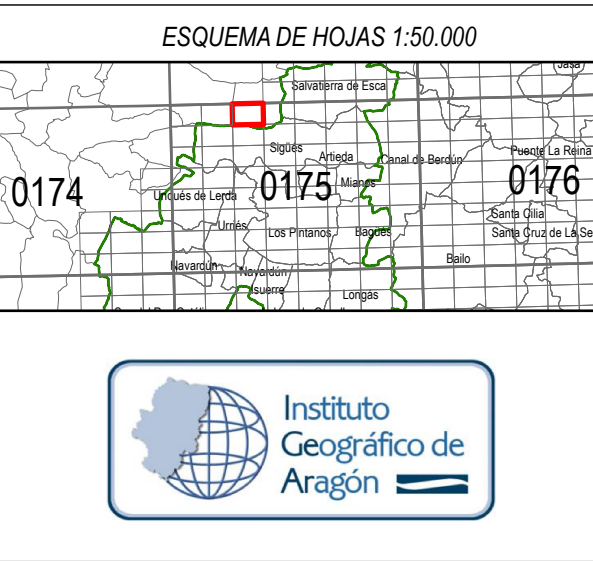 ESQUEMA DE HOJAS 1:50.000
Jasa
Salvatierra de Esca
Sigüés
Artieda
Canal de Berdún
Puente La Reina
0174
Undués de Lerda
0175
Mianos
0176
Santa Cilia
Urriés
Los Pintanos
Bagüés
Santa Cruz de La Se
Bailo
Navardún
Navardún
Isuerre
Longas
Instituto
Geográfico de
Aragón